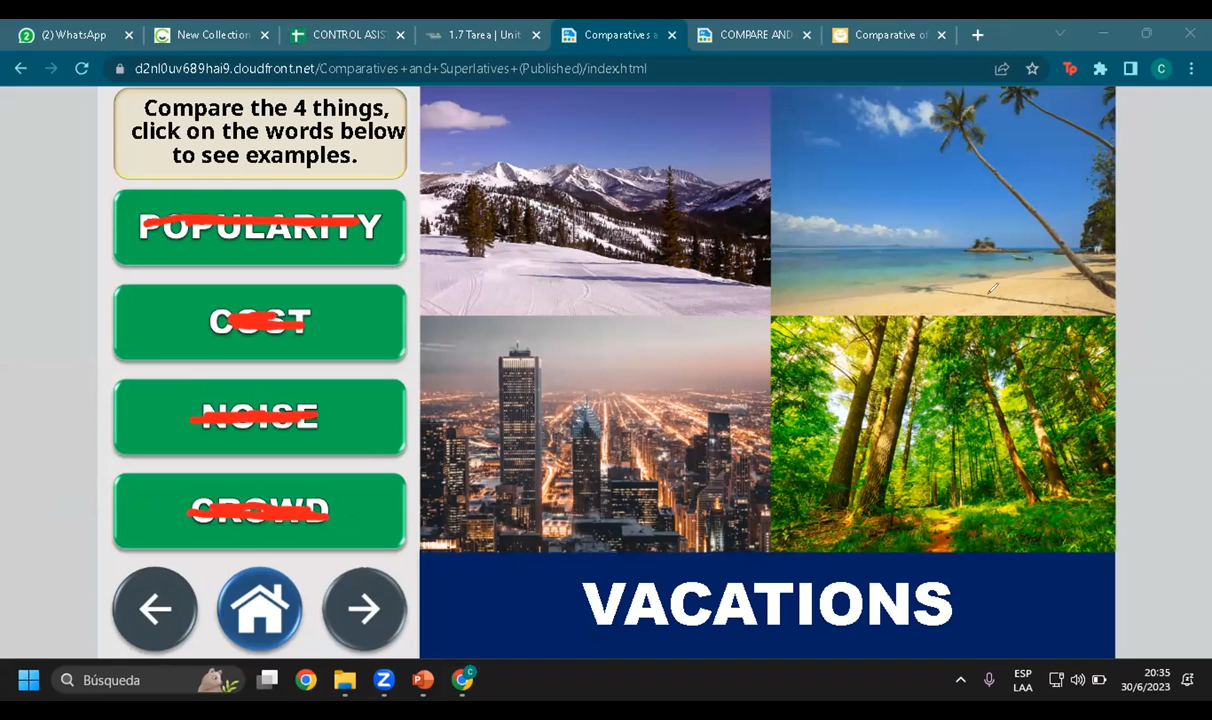 (2) WhatsApp
New Collection
CONTROL ASIS
1.7 Tarea | Unit
Comparatives a
COMPARE AND
Comparative of
d2nl0uv689hai9.cloudfront.net/Comparatives+and+Superlatives+(Published)/index.html
C
Compare the 4 things,
click on the words below
to see examples.
POPULARITY
COST
NOISE
CROWD
VACATIONS
Búsqueda
ESP
LAA
20:35
30/6/2023